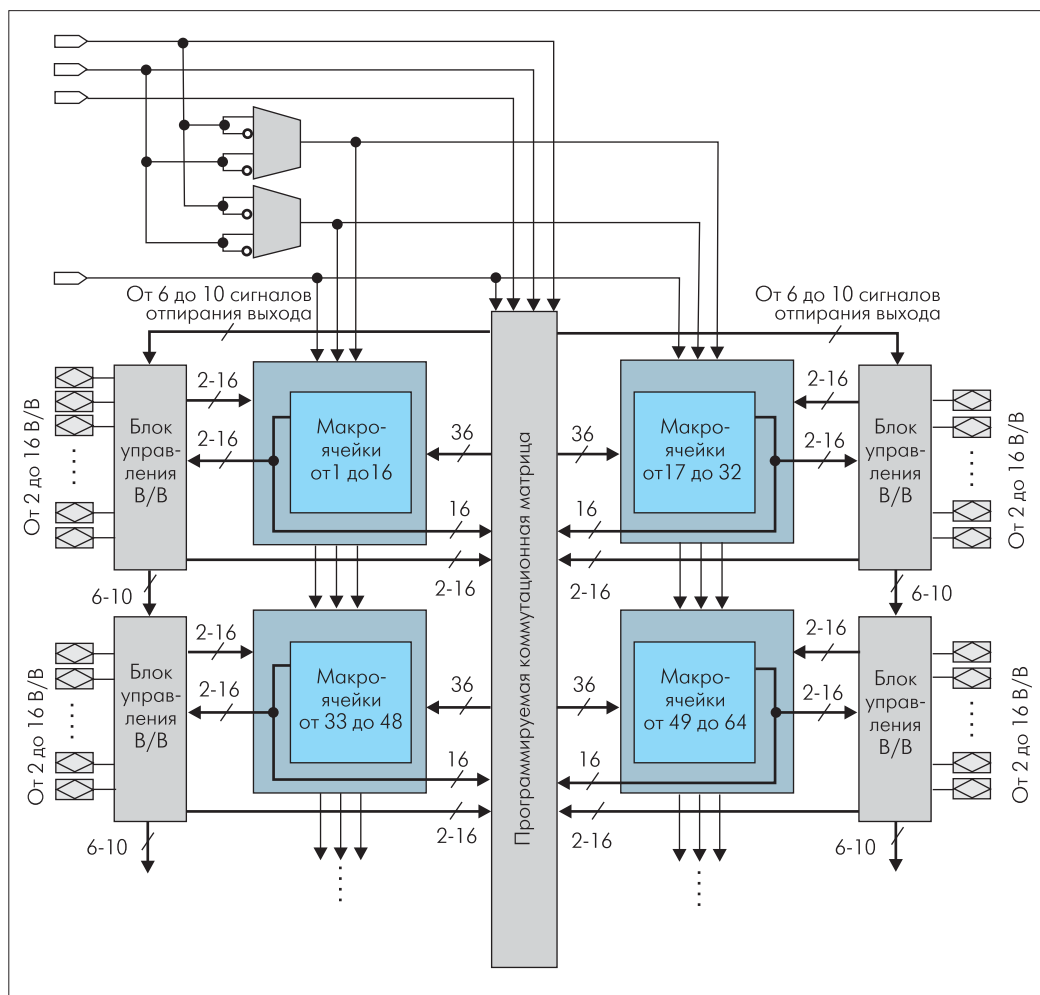 От 6 до 10 сигналов
отпирания выхода
От 6 до 10 сигналов
отпирания выхода
От 2 до 16 В/В
Блок
управ-
ления
В/В
2-16
2-16
Макро-
ячейки
от1 до16
36
16
2-16
6-10
Программируемая коммутационная матрица
36
16
2-16
Макро-
ячейки
от17 до 32
2-16
2-16
Блок
управ-
ления
В/В
От 2 до 16 В/В
6-10
От 2 до 16 В/В
Блок
управ-
ления
В/В
2-16
2-16
Макро-
ячейки
от 33 до 48
36
16
2-16
6-10
36
16
2-16
Макро-
ячейки
от 49 до 64
2-16
2-16
Блок
управ-
ления
В/В
От 2 до 16 В/В
6-10